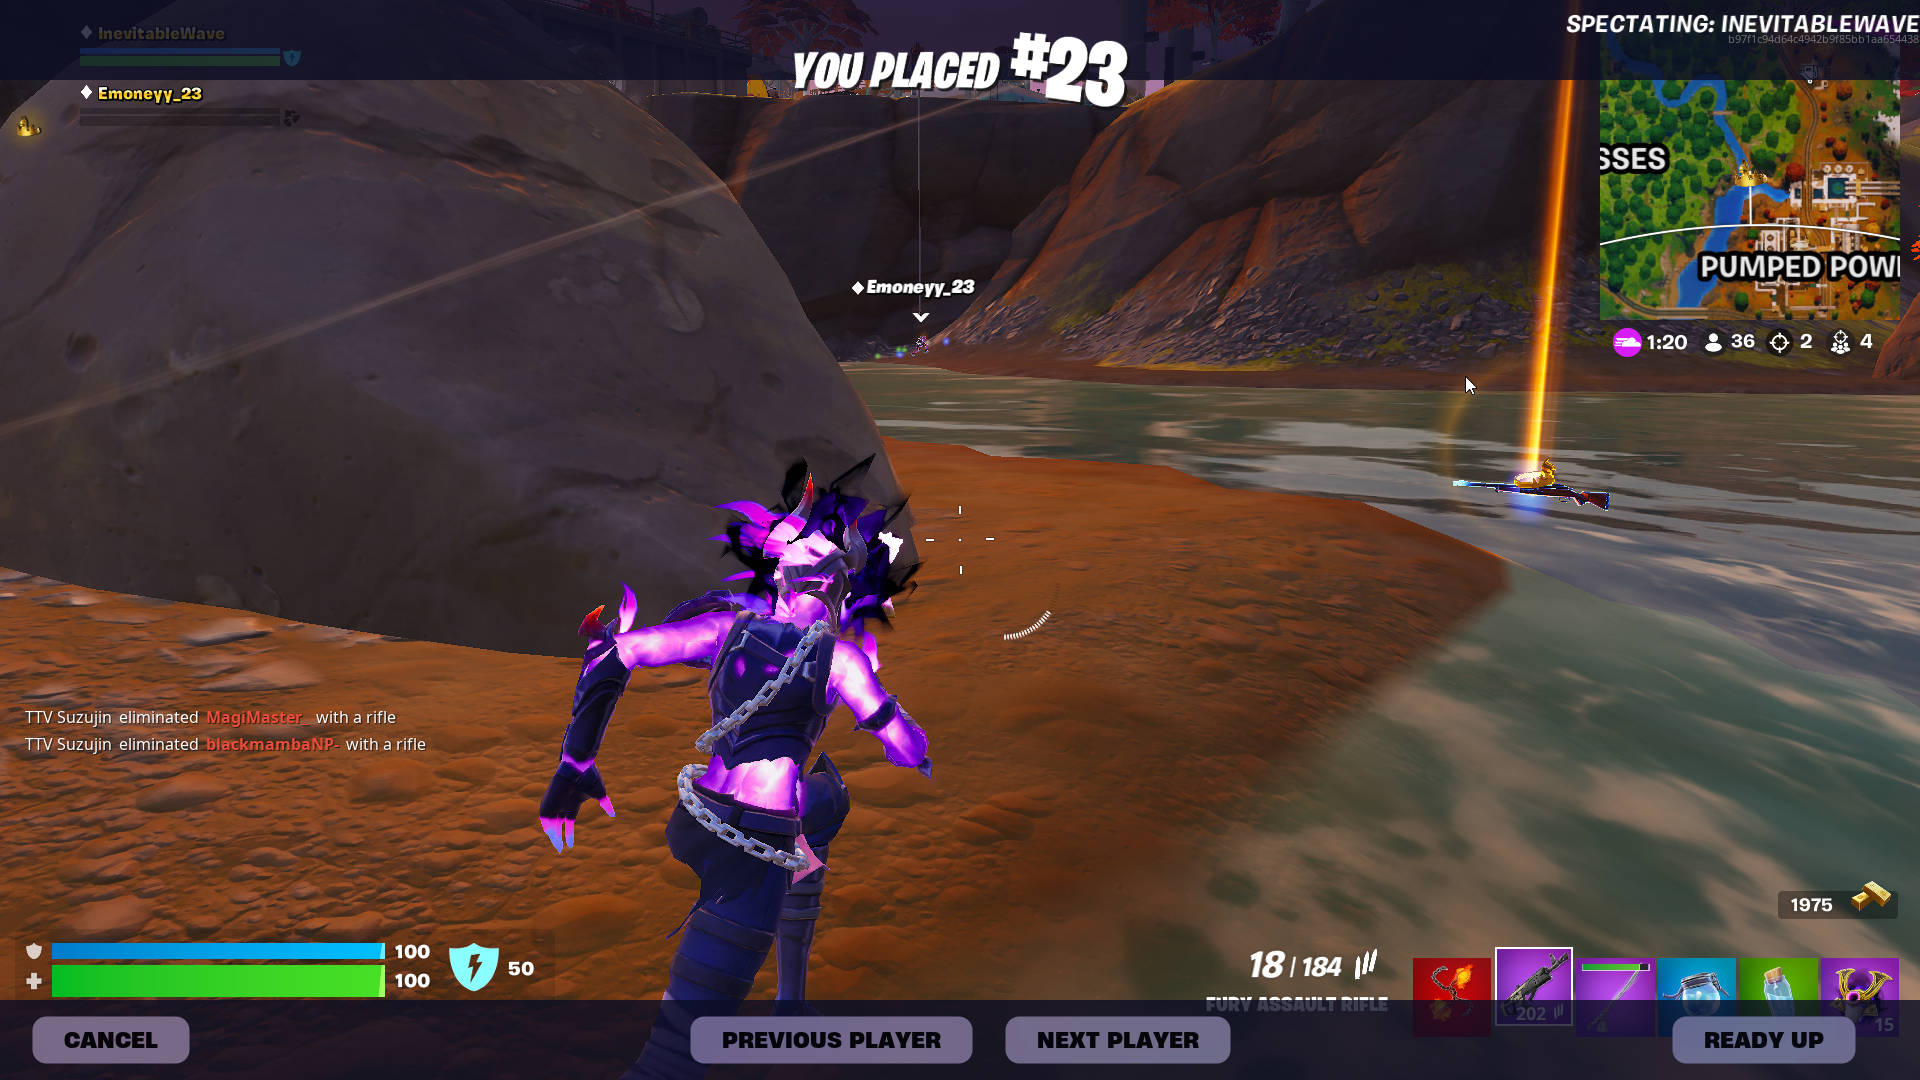 SPECTATING: INEVITABLEWAVE
InevitableWave
b97f1c94d64c4942b9f85bb1aa654438
YOU PLACED #23
Emoneyy_23
SSES
Emoneyy_23
PUMPED POW
1:20 36 2 4
TTV Suzujin eliminated MagiMaster_ with a rifle
TTV Suzujin eliminated blackmambaNP- with a rifle
1975
100
100
50
18 | 184
FURY ASSAULT RIFLE
202
15
CANCEL
PREVIOUS PLAYER
NEXT PLAYER
READY UP